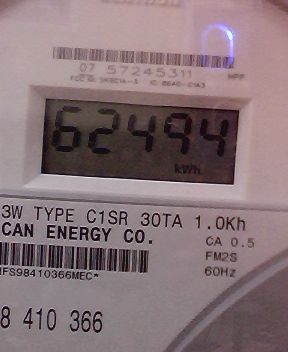 07 57245311
62494
kWh
3W TYPE C1SR 30TA 1.0Kh
CAN ENERGY CO.
CA 0.5
FM2S
60Hz
IFS98410366MEC*
8 410 366